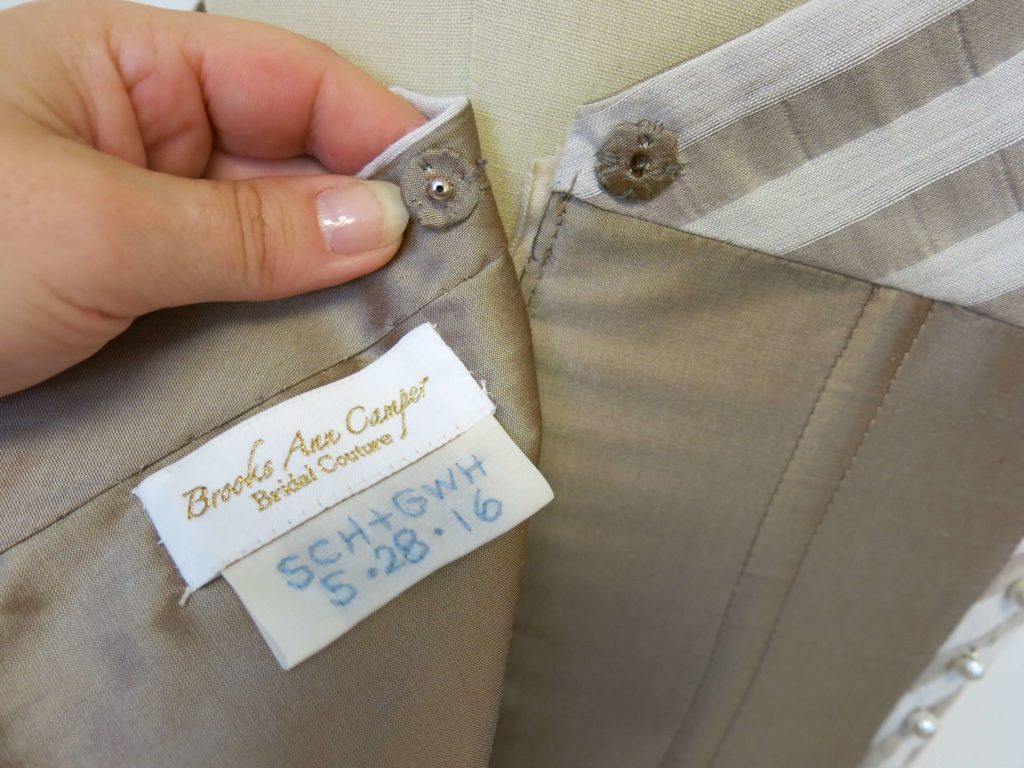 Brooks Ann Camper
Bridal Couture
SCH+GWH
5.28.16